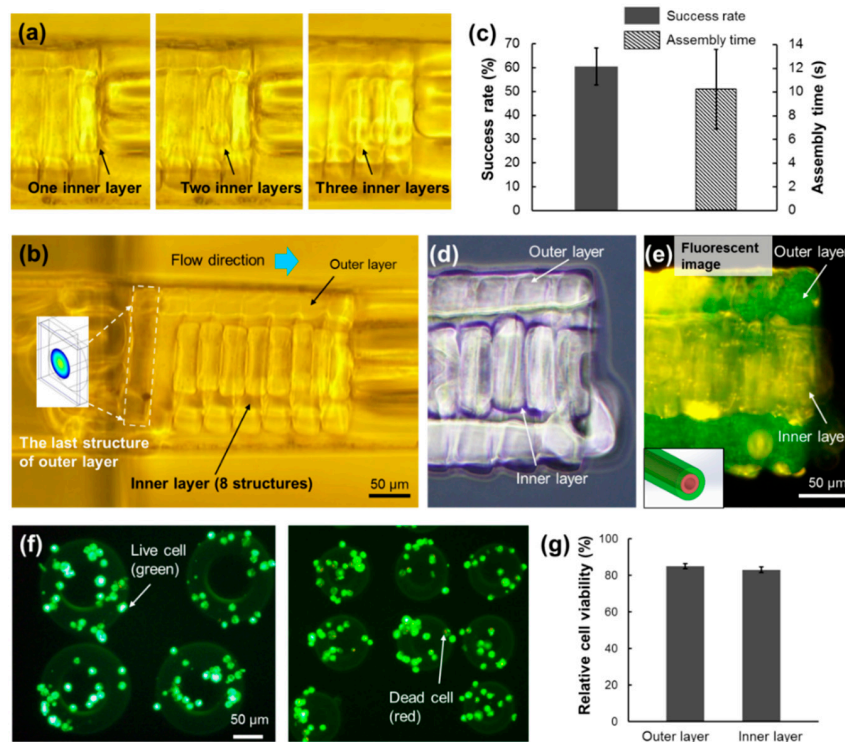 (a)
One inner layer
Two inner layers
Three inner layers
(c)
Success rate
Assembly time
Success rate (%)
70
60
50
40
30
20
10
0
14
12
10
8
6
4
2
0
Assembly time (s)
(b)
Flow direction
Outer layer
The last structure
of outer layer
Inner layer (8 structures)
50 μm
(d)
Outer layer
Inner layer
(e)
Fluorescent
image
Outer layer
Inner layer
50 μm
(f)
Live cell
(green)
50 μm
Dead cell
(red)
(g)
Relative cell viability (%)
100
80
60
40
20
0
Outer layer
Inner layer